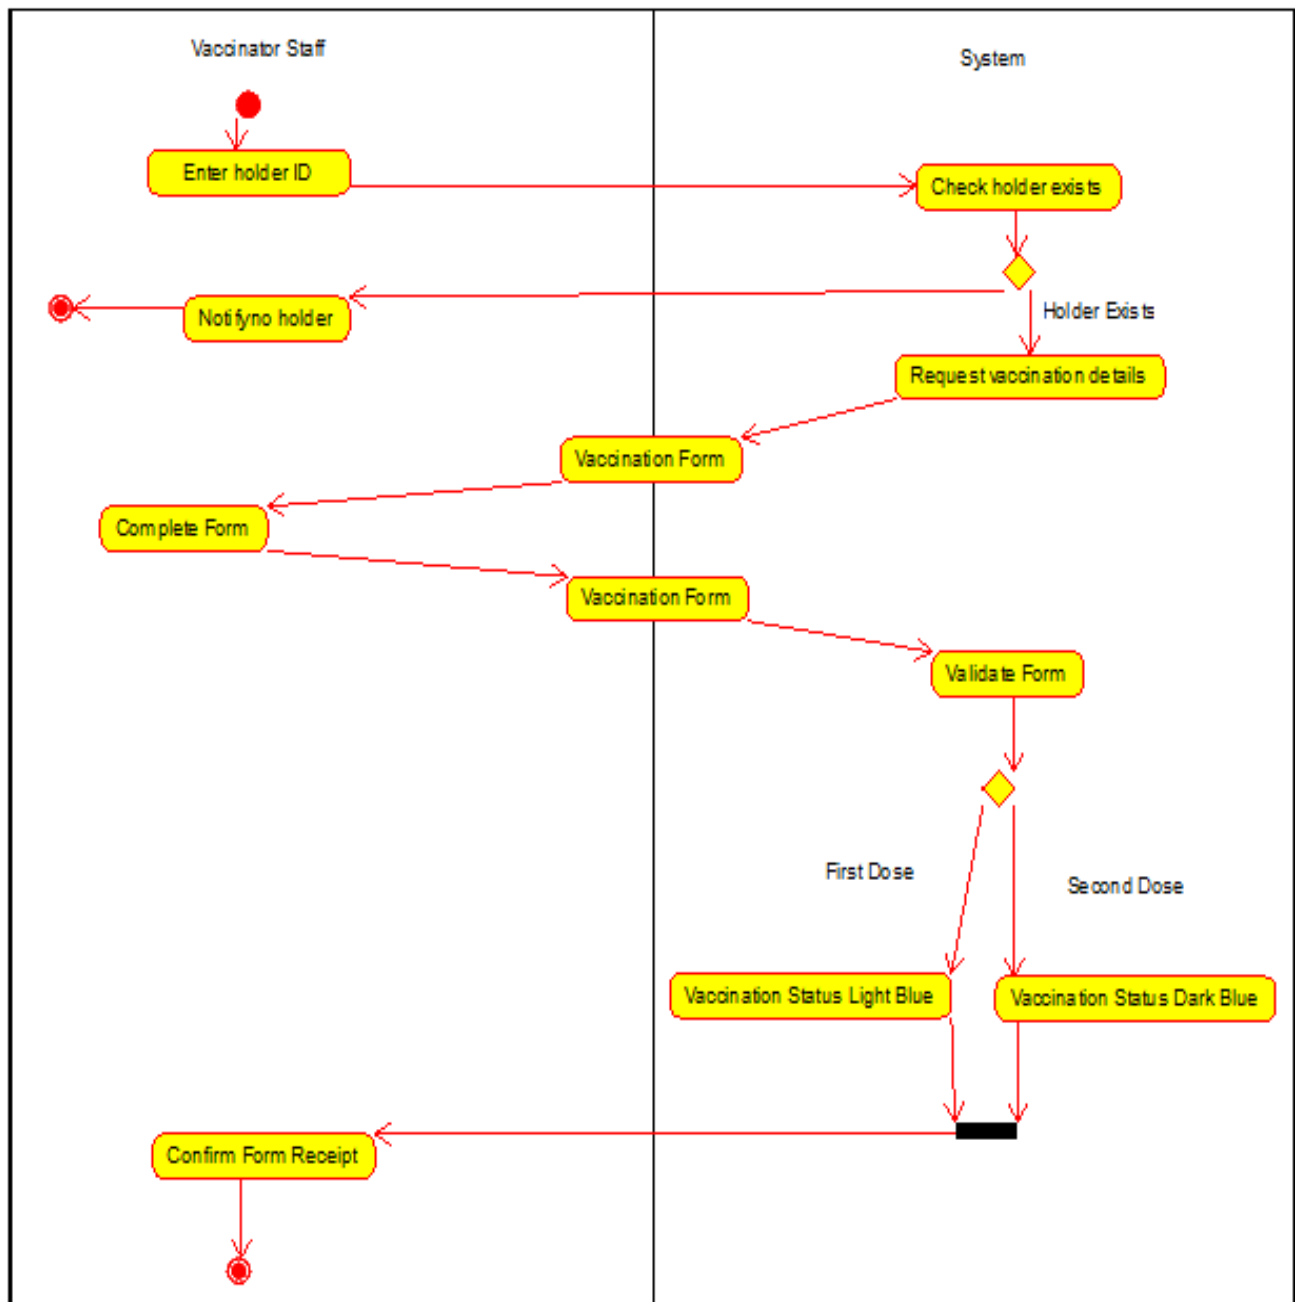 Vaccinator Staff
System
Enter holder ID
Check holder exists
Notifyno holder
Holder Exists
Request vaccination details
Vaccination Form
Complete Form
Vaccination Form
Validate Form
First Dose
Second Dose
Vaccination Status Light Blue
Vaccination Status Dark Blue
Confirm Form Receipt